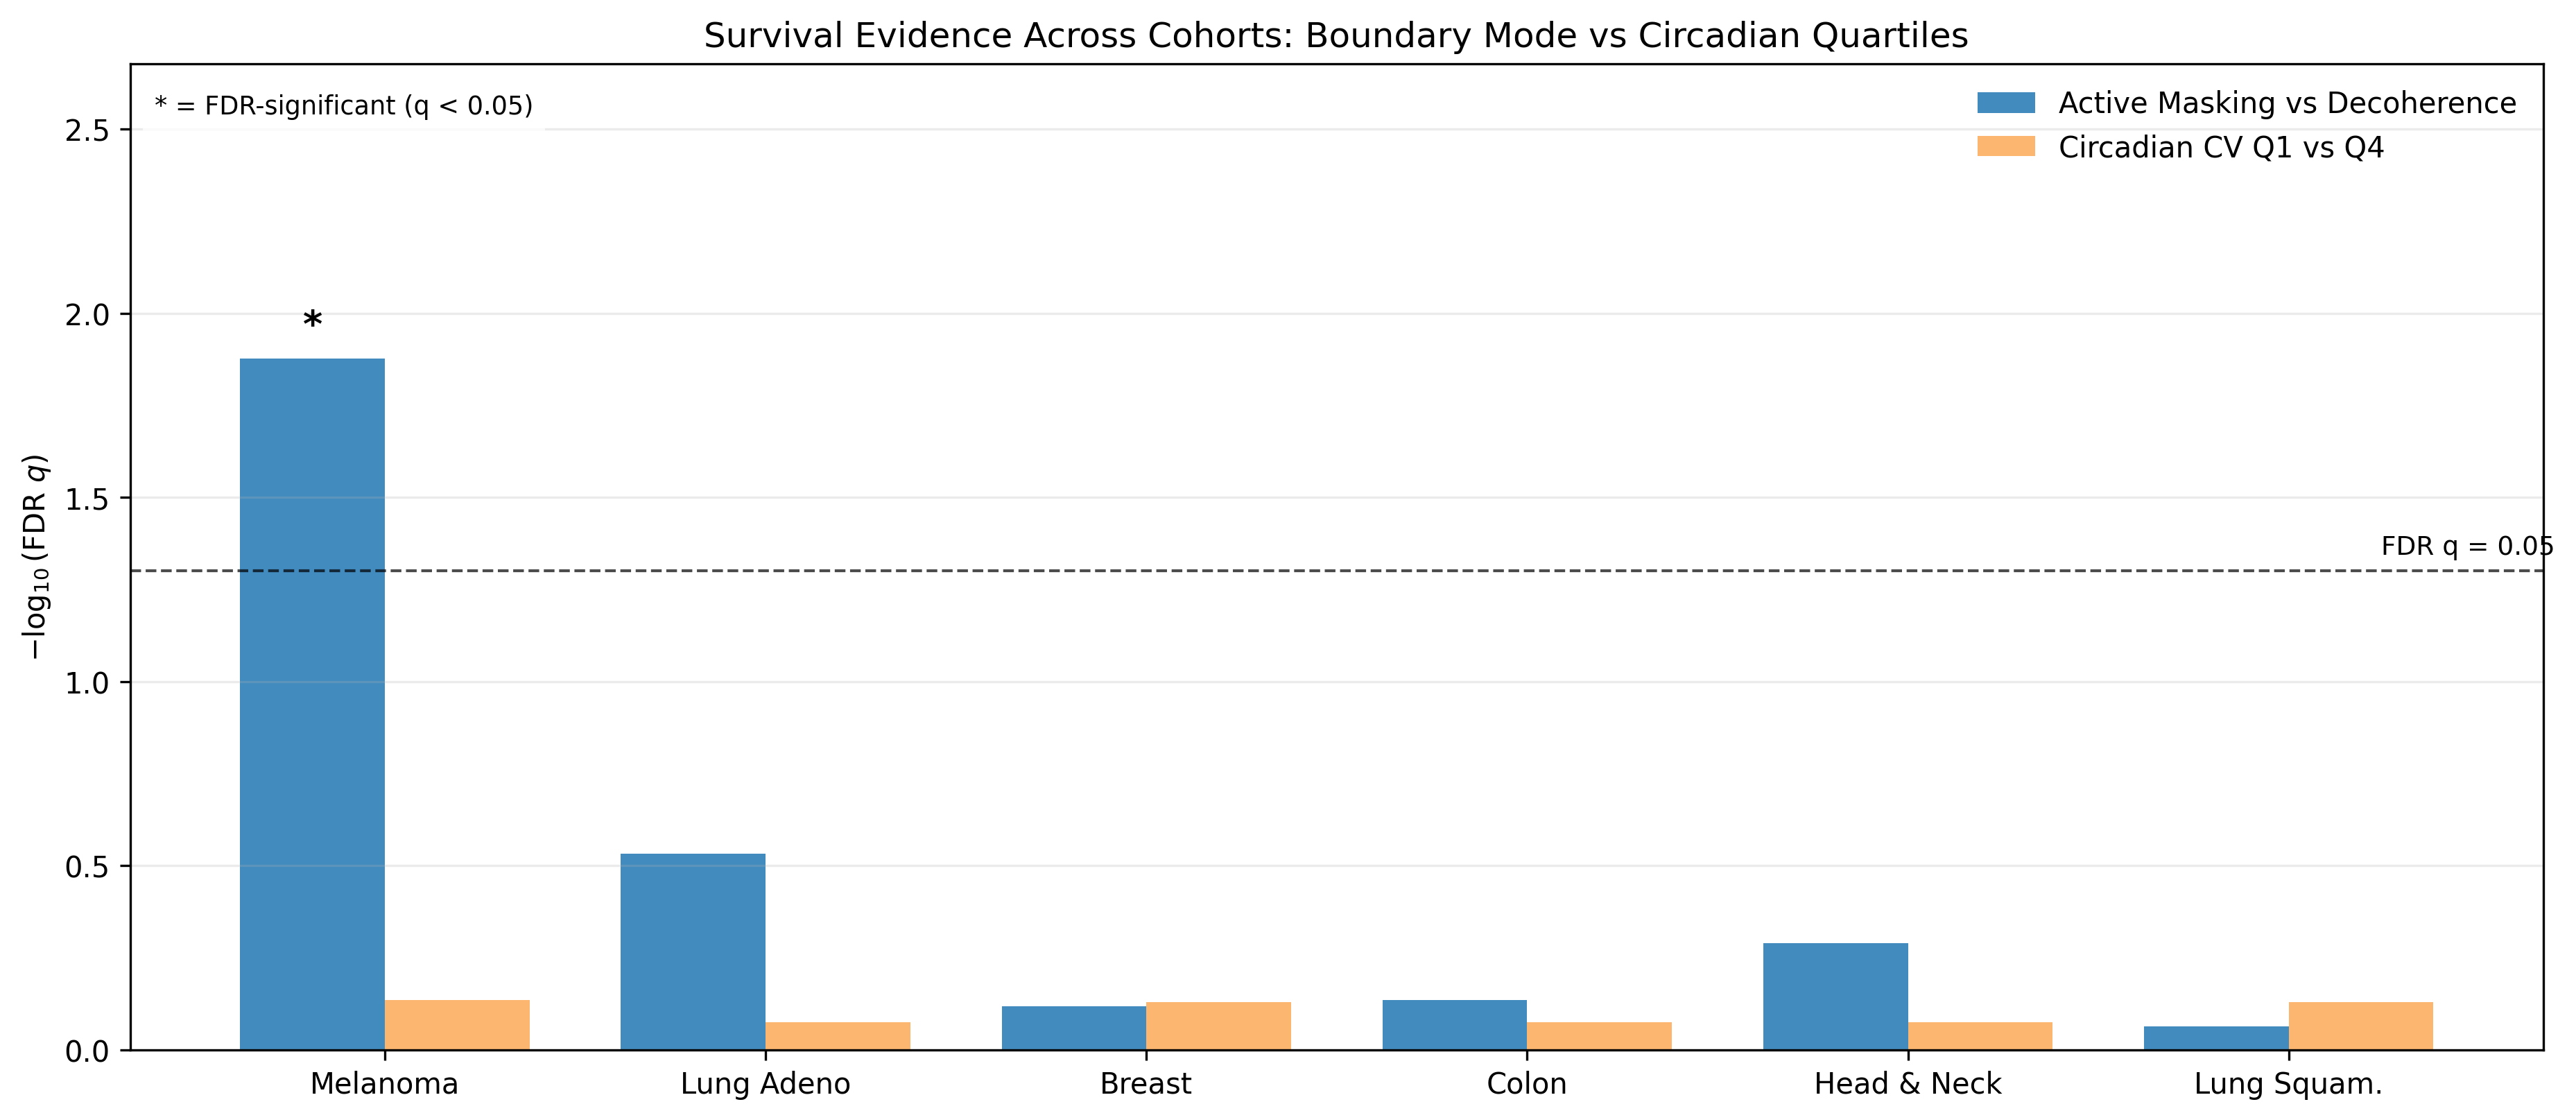 Survival Evidence Across Cohorts: Boundary Mode vs Circadian Quartiles
* = FDR-significant (q < 0.05)
Active Masking vs Decoherence
Circadian CV Q1 vs Q4
−log₁₀(FDR q)
2.5
2.0
1.5
1.0
0.5
0.0
*
FDR q = 0.05
Melanoma
Lung Adeno
Breast
Colon
Head & Neck
Lung Squam.